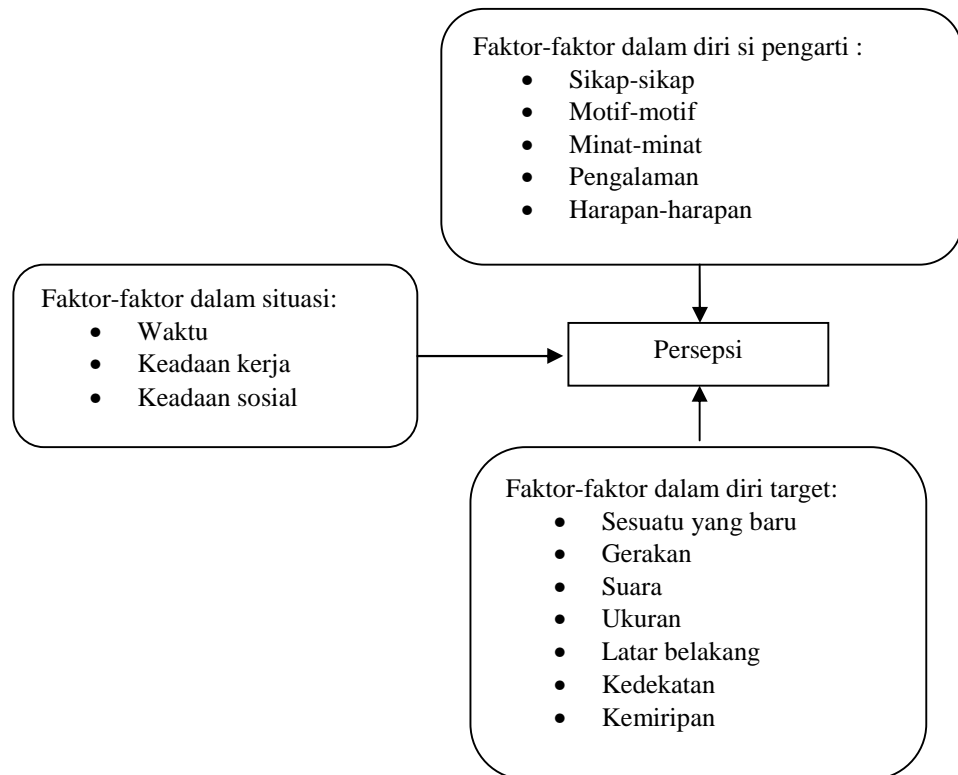 Faktor-faktor dalam diri si pengarti :
• Sikap-sikap
• Motif-motif
• Minat-minat
• Pengalaman
• Harapan-harapan
Faktor-faktor dalam situasi:
• Waktu
• Keadaan kerja
• Keadaan sosial
Persepsi
Faktor-faktor dalam diri target:
• Sesuatu yang baru
• Gerakan
• Suara
• Ukuran
• Latar belakang
• Kedekatan
• Kemiripan